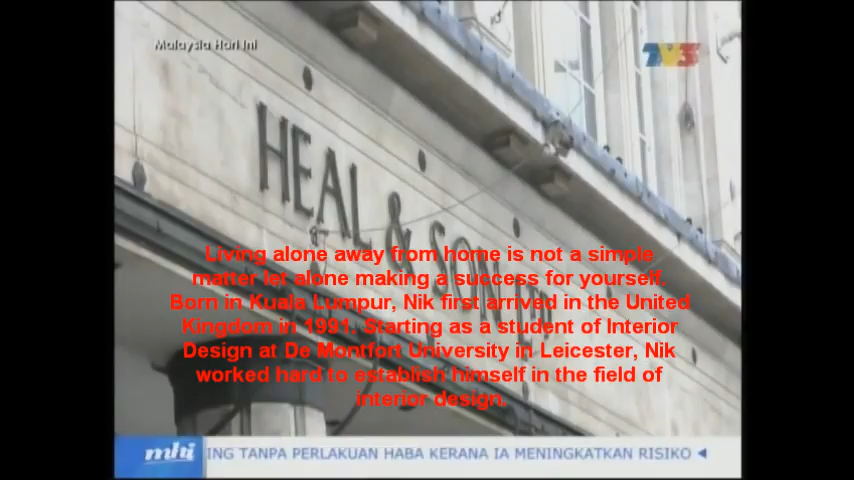 Malaysia Hari Ini
TV3
HEAL & SON
Living alone away from home is not a simple
matter let alone making a success for yourself.
Born in Kuala Lumpur, Nik first arrived in the United
Kingdom in 1991. Starting as a student of Interior
Design at De Montfort University in Leicester, Nik
worked hard to establish himself in the field of
interior design.
mhi
ING TANPA PERLAKUAN HABA KERANA IA MENINGKATKAN RISIKO